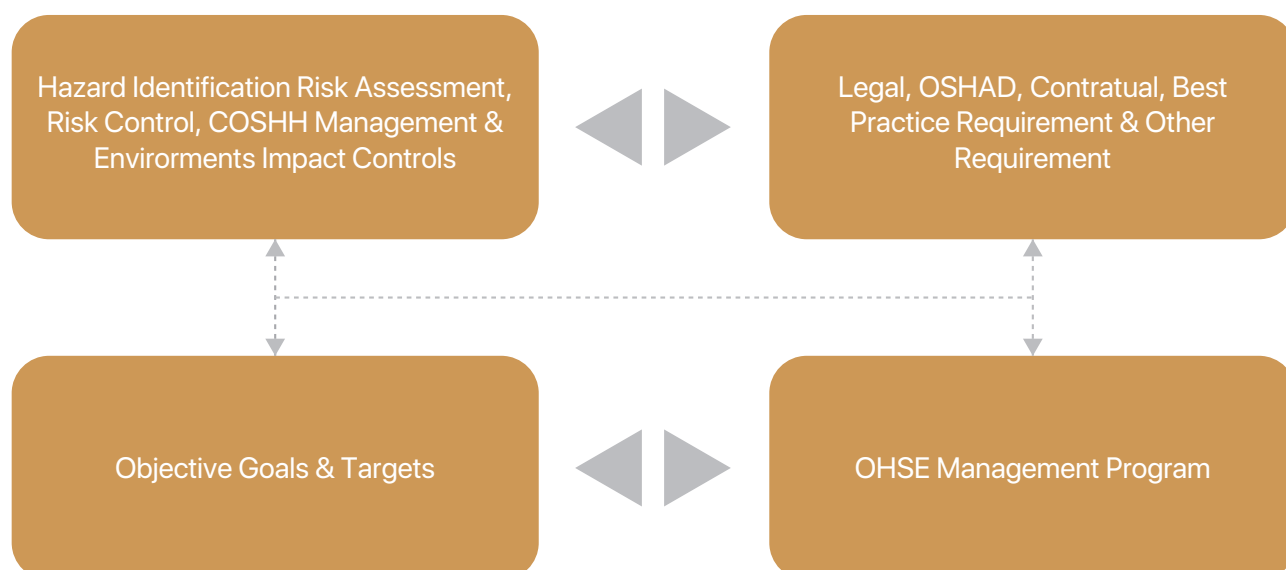 Hazard Identification Risk Assessment,
Risk Control, COSHH Management &
Envirorments Impact Controls
Legal, OSHAD, Contratual, Best
Practice Requirement & Other
Requirement
Objective Goals & Targets
OHSE Management Program